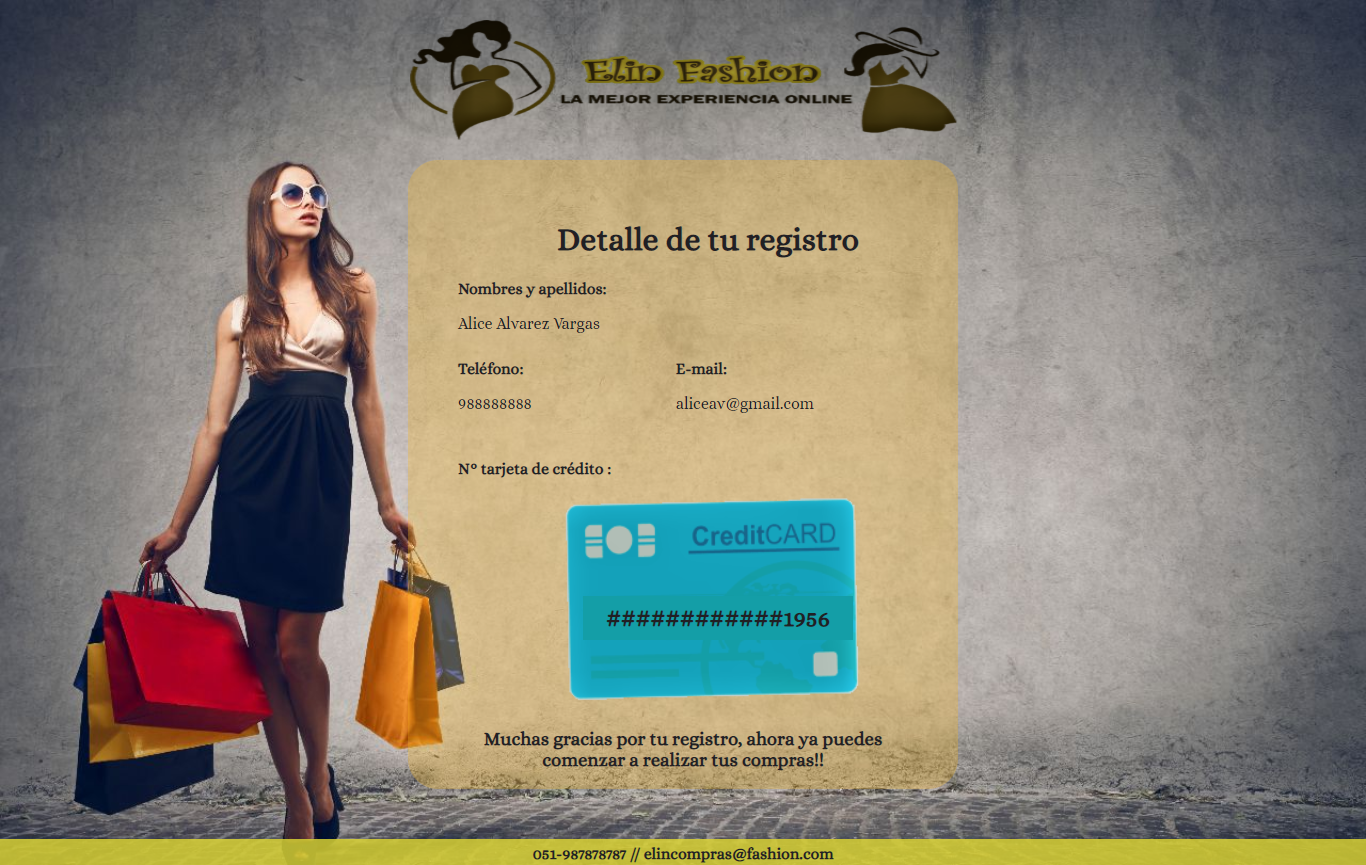 Elin Fashion
LA MEJOR EXPERIENCIA ONLINE
Detalle de tu registro
Nombres y apellidos:
Alice Alvarez Vargas
Teléfono: E-mail:
988888888 aliceav@gmail.com
Nº tarjeta de crédito :
CreditCARD
############1956
Muchas gracias por tu registro, ahora ya puedes
comenzar a realizar tus compras!!
051-987878787 // elincompras@fashion.com